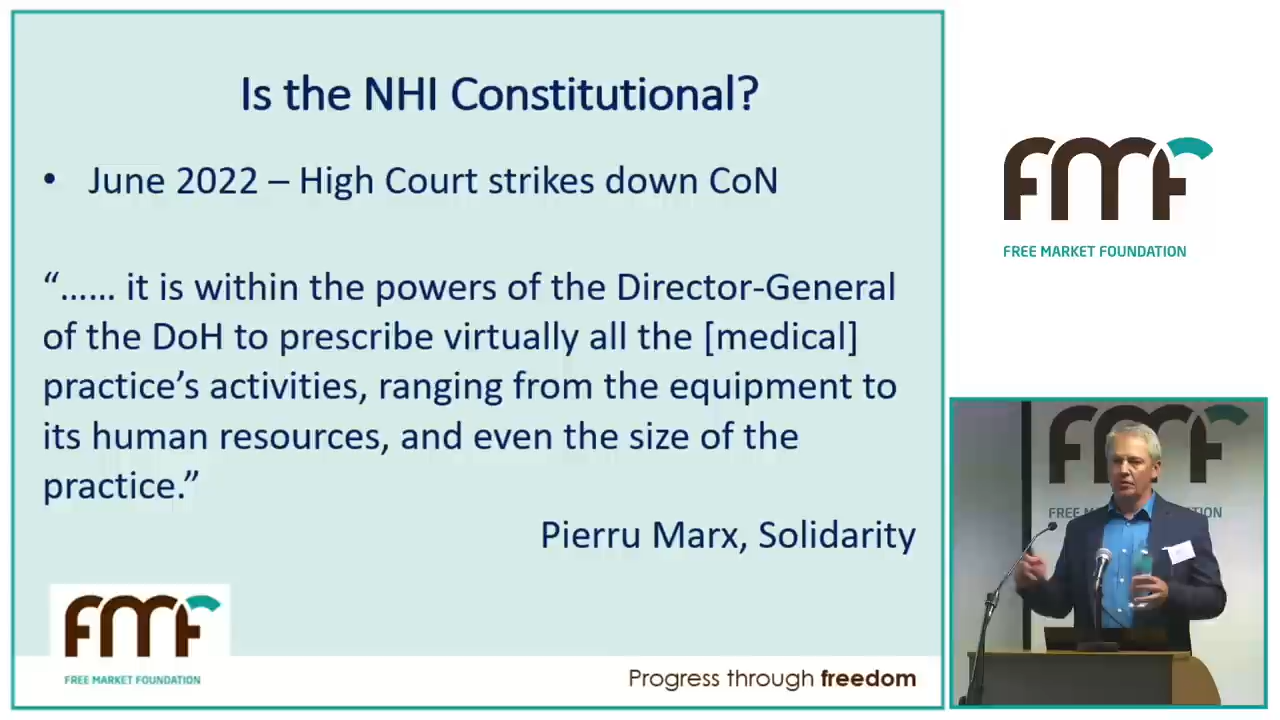 Is the NHI Constitutional?
• June 2022 – High Court strikes down CoN
“…… it is within the powers of the Director-General
of the DoH to prescribe virtually all the [medical]
practice’s activities, ranging from the equipment to
its human resources, and even the size of the
practice.”
Pierru Marx, Solidarity
FMF
FREE MARKET FOUNDATION
Progress through freedom
FMF
FREE MARKET FOUNDATION
FMF